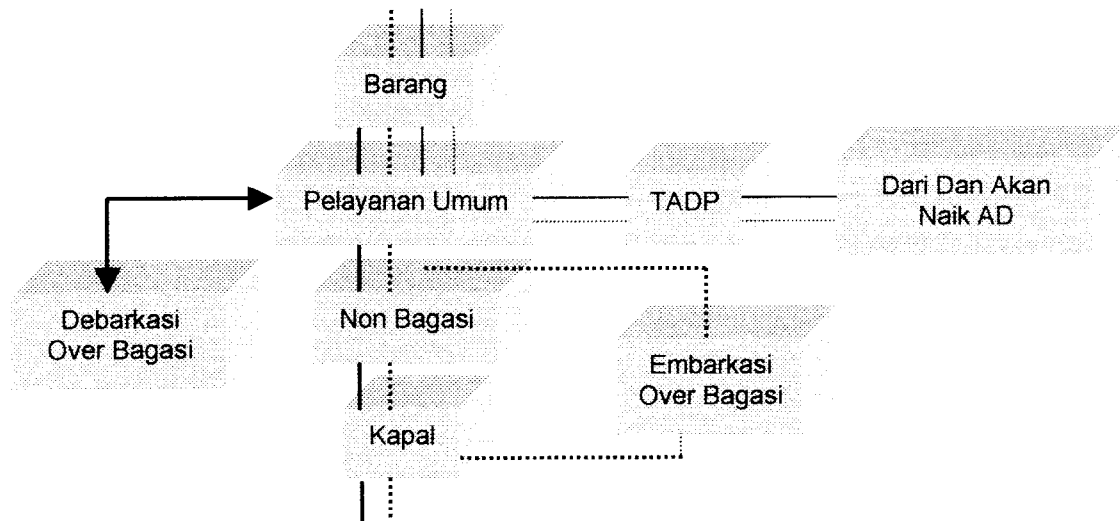 Barang
Pelayanan Umum
TADP
Dari Dan Akan
Naik AD
Debarkasi
Over Bagasi
Non Bagasi
Embarkasi
Over Bagasi
Kapal